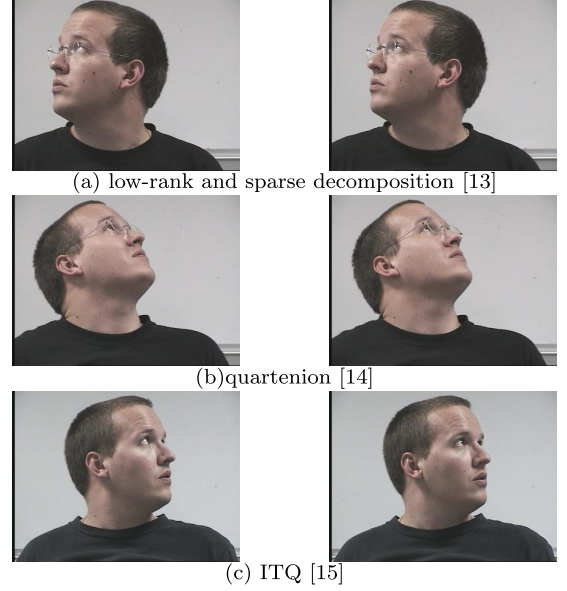 (a) low-rank and sparse decomposition [13]
(b)quartenion [14]
(c) ITQ [15]